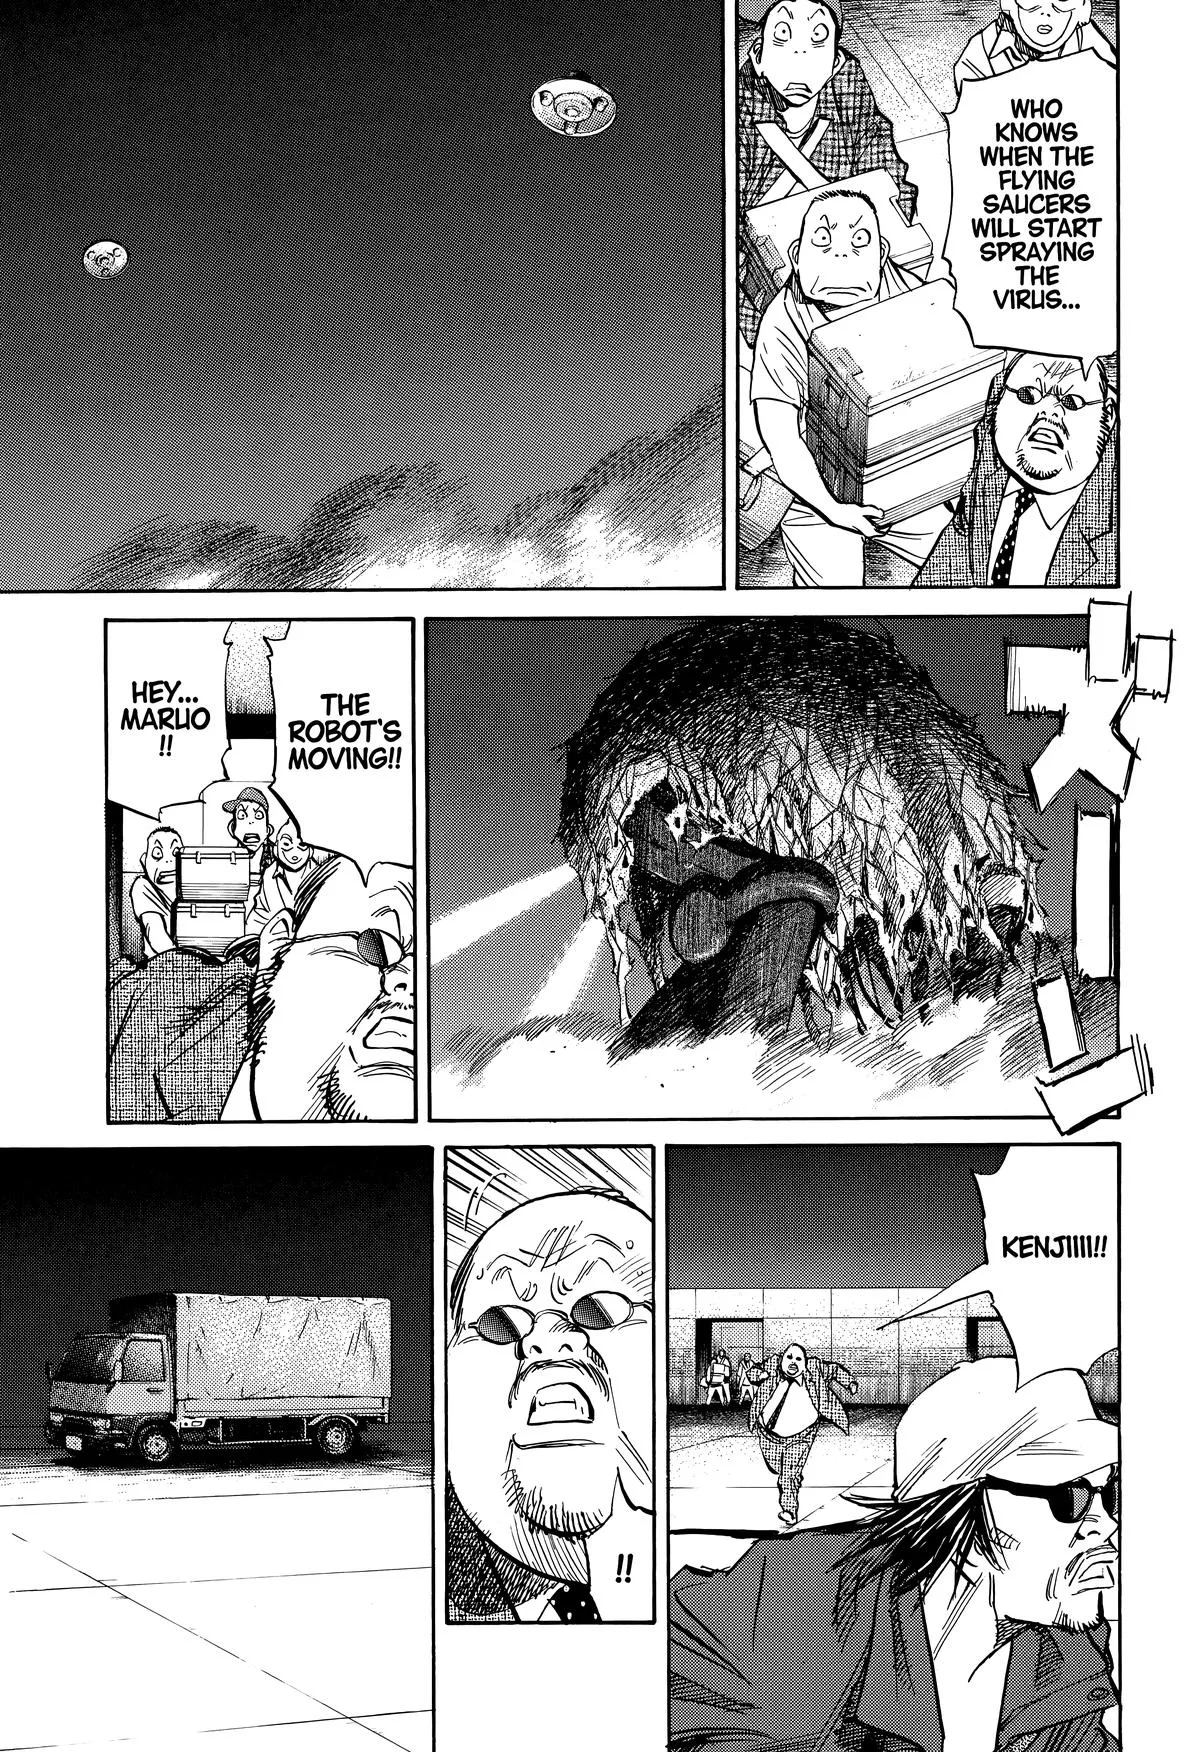 WHO
KNOWS
WHEN THE
FLYING
SAUCERS
WILL START
SPRAYING
THE
VIRUS...
THE
ROBOT'S
MOVING!!
HEY...
MARUO
!!
KENJIIII!!
!!